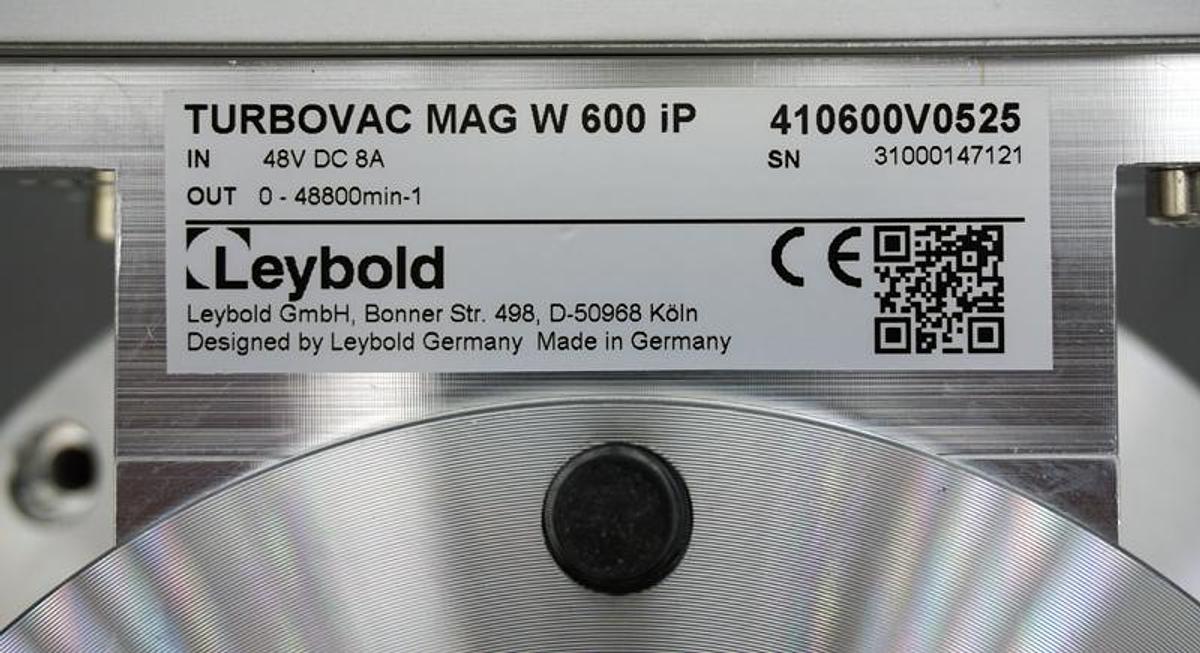 TURBOVAC MAG W 600 iP 410600V0525
IN 48V DC 8A SN 31000147121
OUT 0 - 48800min-1
Leybold CE
Leybold GmbH, Bonner Str. 498, D-50968 Köln
Designed by Leybold Germany Made in Germany